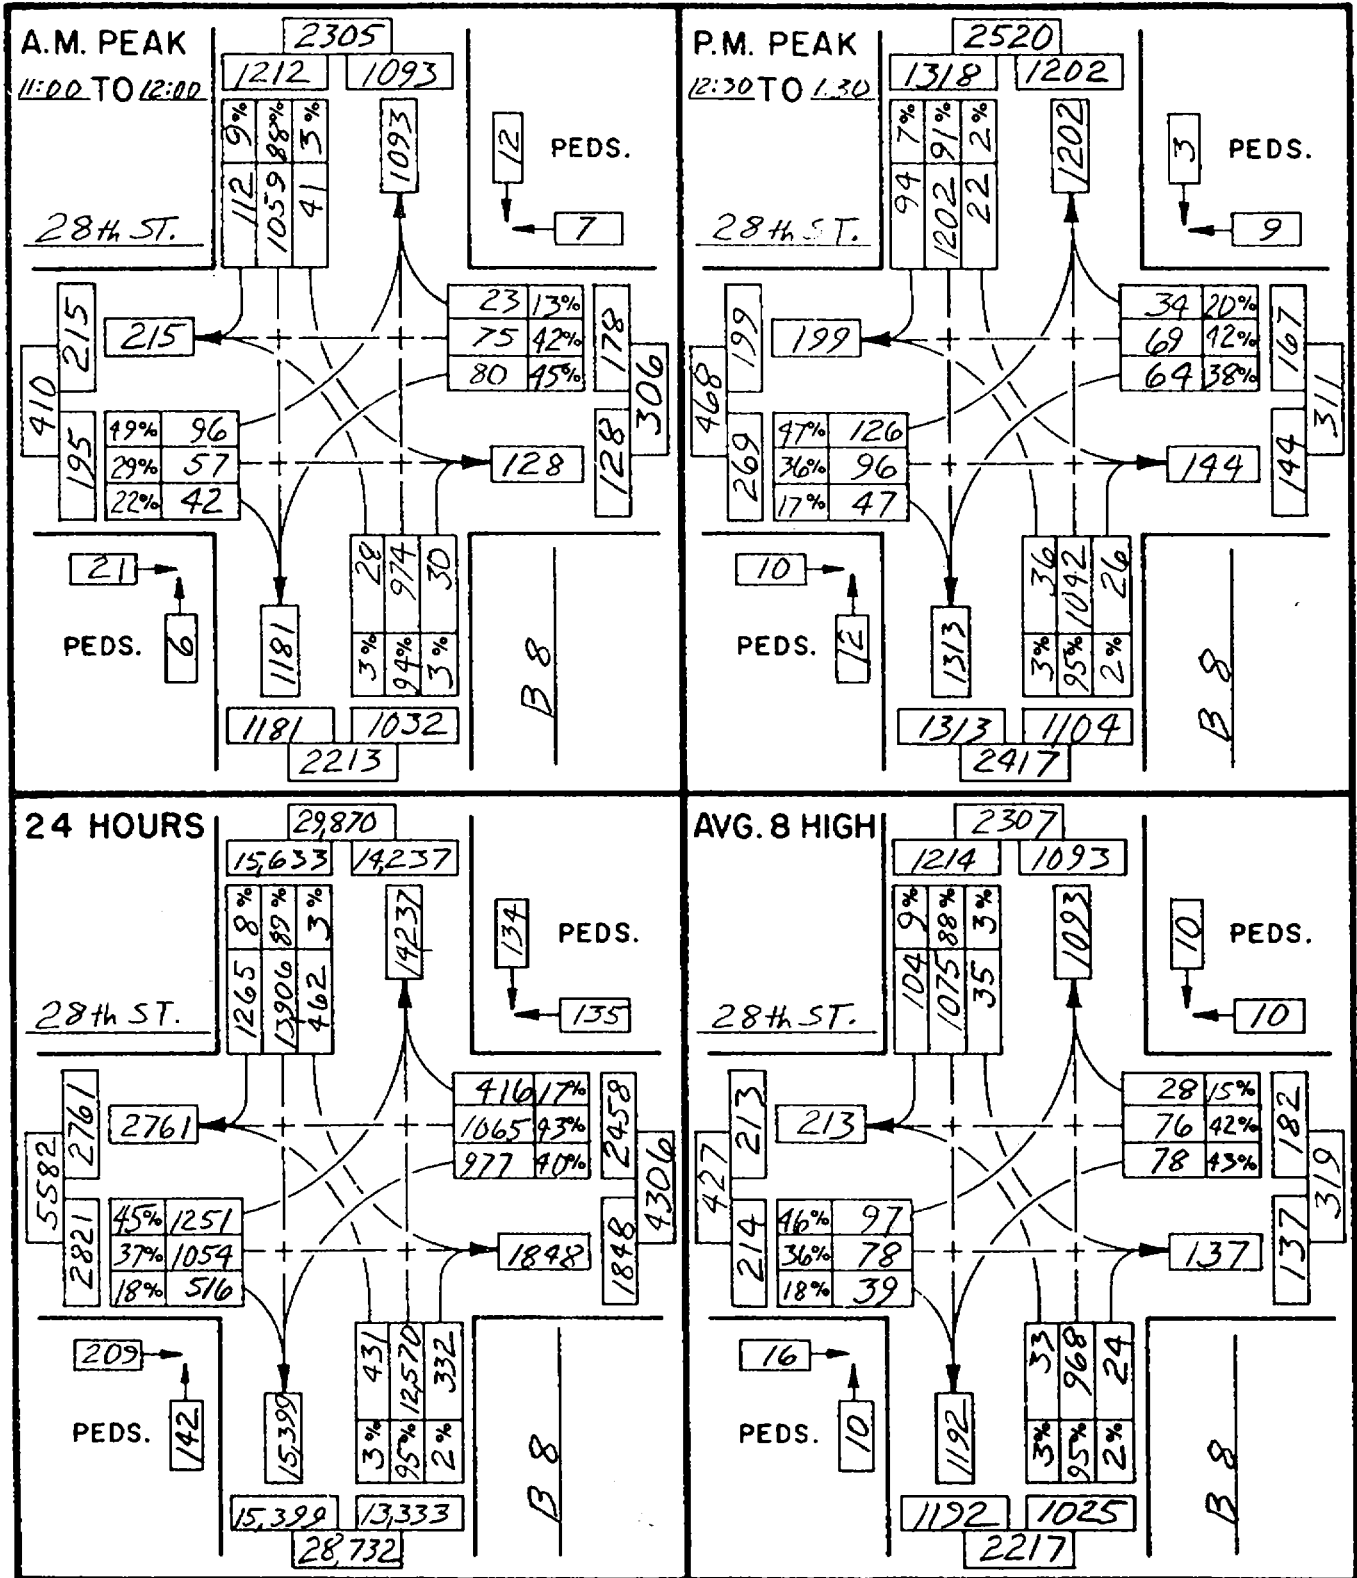 A.M. PEAK
11:00 TO 12:00
2305
1212 1093
9% 88% 3%
112 1059 41
1093
12 PEDS.
7
28th ST.
215
410
195
215
23 13%
75 42%
80 45%
178
306
128
49% 96
29% 57
22% 42
128
21
PEDS. 6
1181
28 974 30
3% 94% 3%
B 8
1181 1032
2213
P.M. PEAK
12:30 TO 1:30
2520
1318 1202
7% 91% 2%
94 1202 22
1202
3 PEDS.
9
28th ST.
199
468
269
199
34 20%
69 42%
64 38%
167
311
144
47% 126
36% 96
17% 47
144
10
PEDS. 12
1313
36 1042 26
3% 95% 2%
B 8
1313 1104
2417
24 HOURS
29,870
15,633 14,237
8% 89% 3%
1265 13,906 462
14237
134 PEDS.
135
28th ST.
2761
5582
2821
2761
416 17%
1065 43%
977 40%
2458
4306
1848
45% 1251
37% 1054
18% 516
1848
209
PEDS. 142
15,399
431 12,570 332
3% 95% 2%
B 8
15,399 13,333
28,732
AVG. 8 HIGH
2307
1214 1093
9% 88% 3%
104 1075 35
1093
10 PEDS.
10
28th ST.
213
427
214
213
28 15%
76 42%
78 43%
182
319
137
46% 97
36% 78
18% 39
137
16
PEDS. 10
1192
33 968 24
3% 95% 2%
B 8
1192 1025
2217